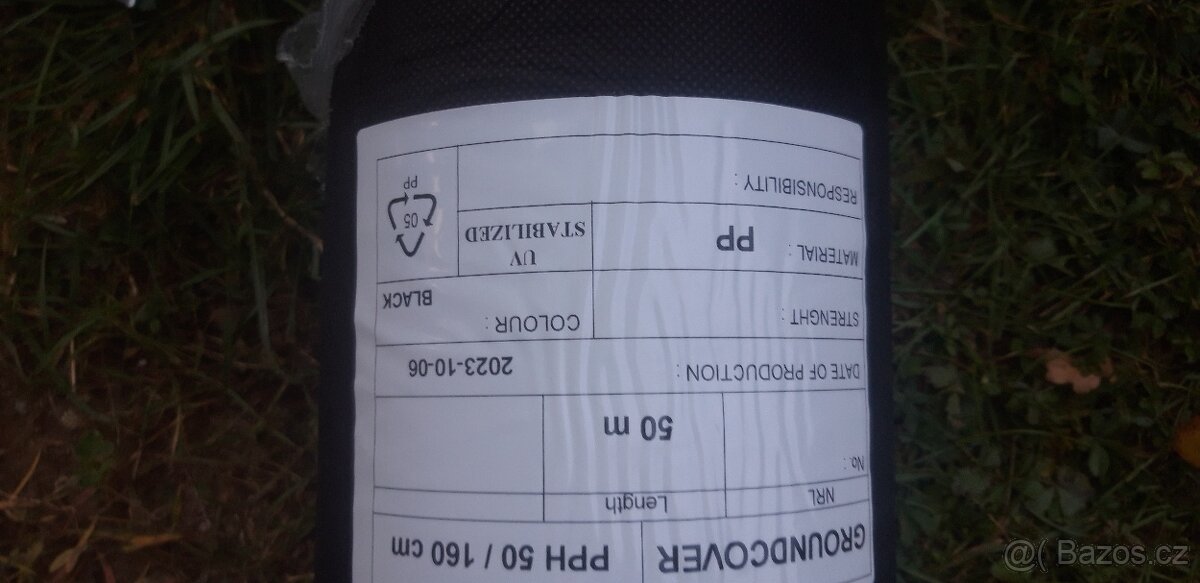 GROUNDCOVER PPH 50 / 160 cm
NRL Length
No.: 50 m
DATE OF PRODUCTION : 2023-10-06
STRENGHT : COLOUR : BLACK
MATERIAL : PP UV STABILIZED
RESPONSIBILITY :
05
PP
@( Bazos.cz